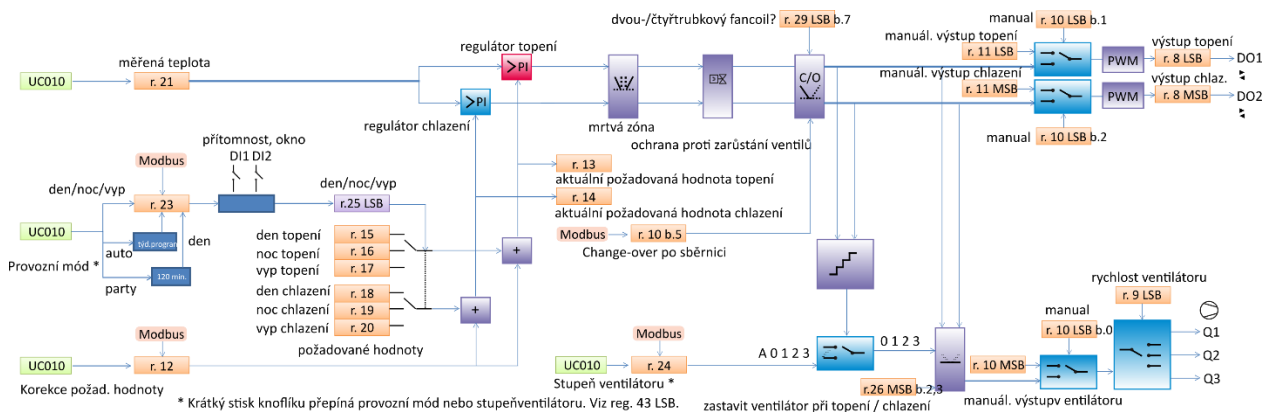 dvou-/čtyřtrubkový fancoil?
r. 29 LSB b.7
manual
r. 10 LSB b.1
regulátor topení
manuál. výstup topení
výstup topení
měřená teplota
r. 11 LSB
UC010
r. 21
>PI
C/O
PWM
r. 8 LSB
DO1
manuál. výstup chlazení
výstup chlaz.
>PI
r. 11 MSB
PWM
r. 8 MSB
DO2
regulátor chlazení
mrtvá zóna
manual
r. 10 LSB b.2
ochrana proti zarůstání ventilů
přítomnost, okno
Modbus
DI1 DI2
r. 13
aktuální požadovaná hodnota topení
den/noc/vyp
den/noc/vyp
r. 23
r.25 LSB
r. 14
aktuální požadovaná hodnota chlazení
UC010
auto
týd.program
den
den topení
r. 15
Modbus
r. 10 b.5
Change-over po sběrnici
noc topení
r. 16
+
Provozní mód *
party
120 min.
vyp topení
r. 17
den chlazení
r. 18
rychlost ventilátoru
noc chlazení
r. 19
+
manual
r. 9 LSB
vyp chlazení
r. 20
r. 10 LSB b.0
Modbus
požadované hodnoty
Modbus
A 0 1 2 3
0 1 2 3
Q1
UC010
r. 12
UC010
r. 24
r. 10 MSB
Q2
Korekce požad. hodnoty
Stupeň ventilátoru *
r.26 MSB b.2,3
Q3
manuál. výstupv entilátoru
* Krátký stisk knoflíku přepíná provozní mód nebo stupeňventilátoru. Viz reg. 43 LSB.
zastavit ventilátor při topení / chlazení